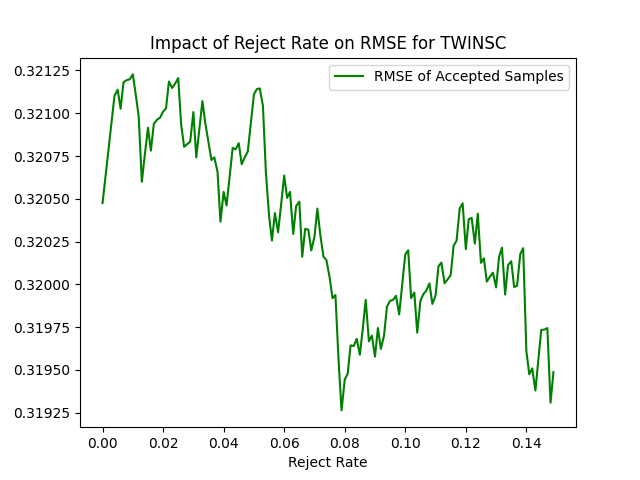 Impact of Reject Rate on RMSE for TWINSC
RMSE of Accepted Samples
0.32125
0.32100
0.32075
0.32050
0.32025
0.32000
0.31975
0.31950
0.31925
0.00 0.02 0.04 0.06 0.08 0.10 0.12 0.14
Reject Rate